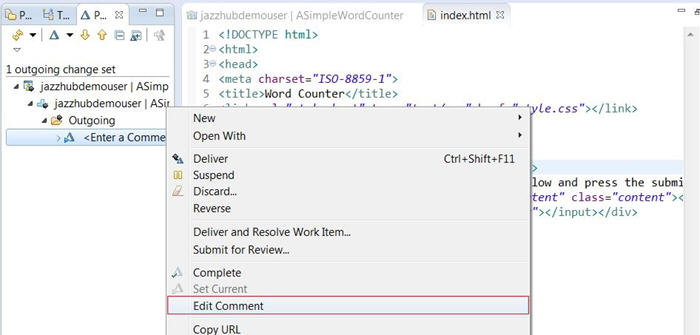 P...
T...
P...
jazzhubdemouser | ASimpleWordCounter
index.html
1 outgoing change set
jazzhubdemouser | ASimp
jazzhubdemouser | ASir
Outgoing
<Enter a Comme
1 <!DOCTYPE html>
2 <html>
3 <head>
4 <meta charset="ISO-8859-1">
5 <title>Word Counter</title>
yle.css"></link>
>
low and press the submi
tent" class="content"><
"></input></div>
New
Open With
Deliver Ctrl+Shift+F11
Suspend
Discard...
Reverse
Deliver and Resolve Work Item...
Submit for Review...
Complete
Set Current
Edit Comment
Copy URL